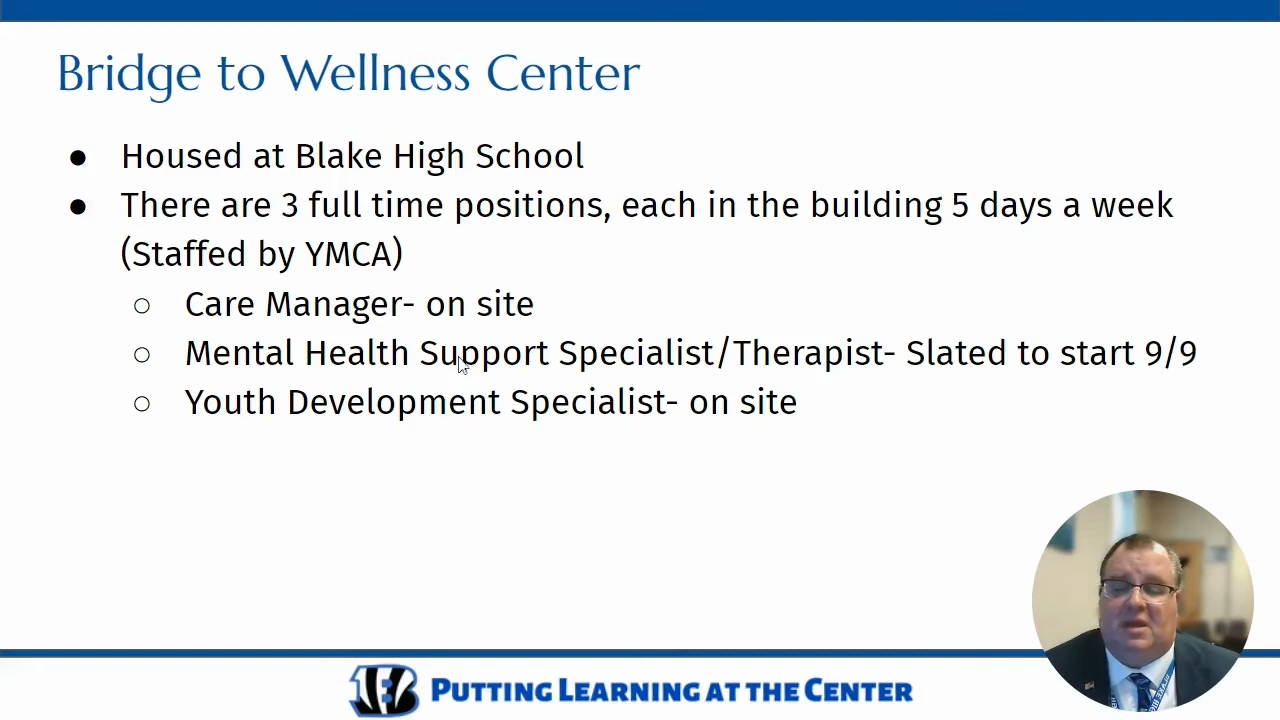 Bridge to Wellness Center
● Housed at Blake High School
● There are 3 full time positions, each in the building 5 days a week
(Staffed by YMCA)
○ Care Manager- on site
○ Mental Health Support Specialist/Therapist- Slated to start 9/9
○ Youth Development Specialist- on site
PUTTING LEARNING AT THE CENTER